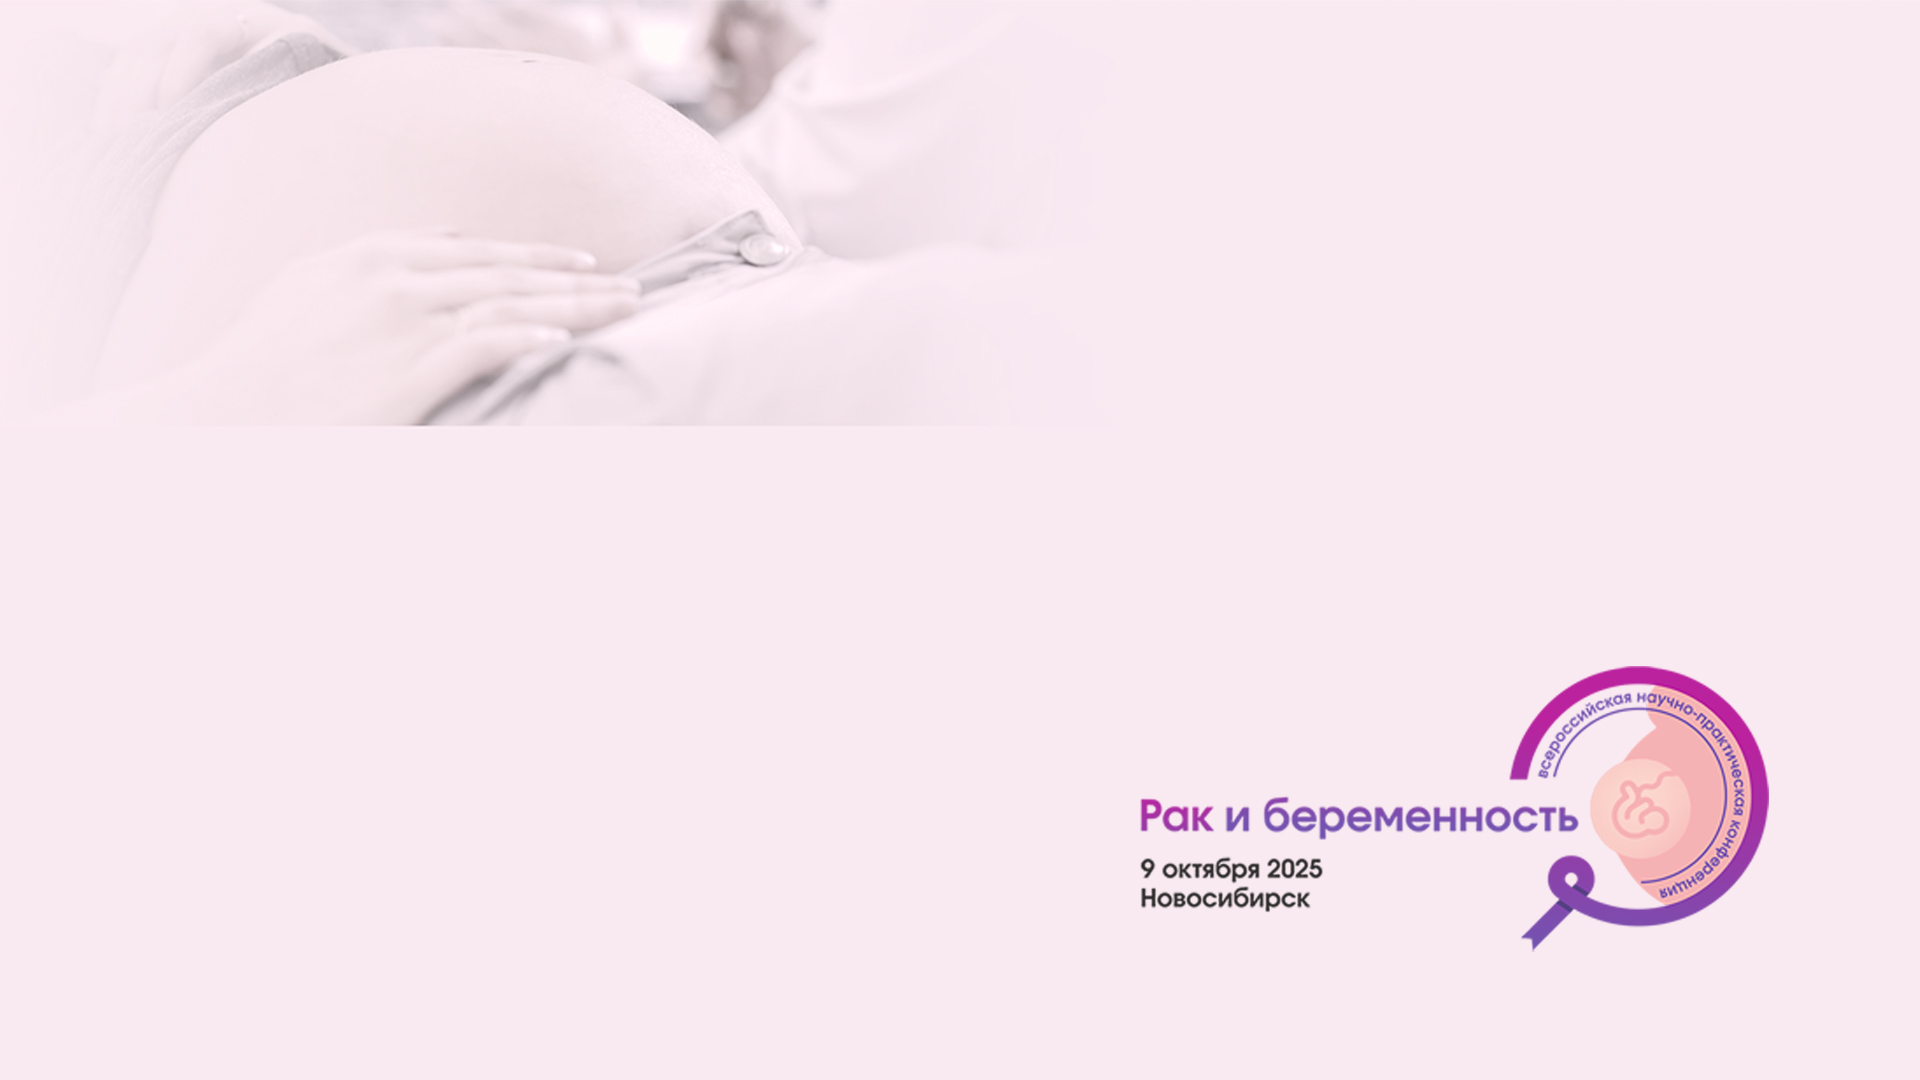 всероссийская научно-практическая конференция
Рак и беременность
9 октября 2025
Новосибирск